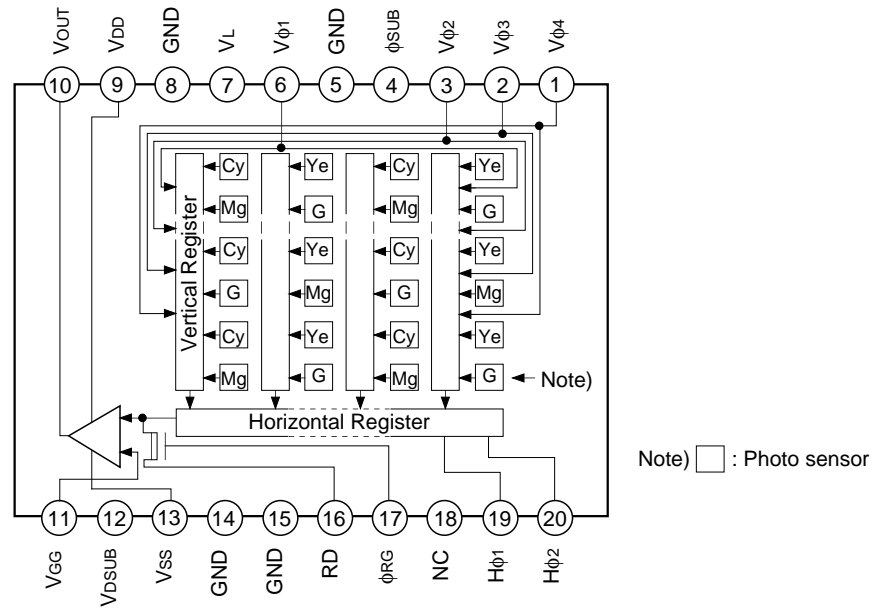 VOUT VDD GND VL Vϕ1 GND ϕSUB Vϕ2 Vϕ3 Vϕ4
10 9 8 7 6 5 4 3 2 1
Cy Ye Cy Ye
Mg G Mg G
Cy Ye Cy Ye
G Mg G Mg
Cy Ye Cy Ye
Mg G Mg G
Vertical Register
Note)
Horizontal Register
Note) : Photo sensor
11 12 13 14 15 16 17 18 19 20
VGG VDSUB VSS GND GND RD ϕRG NC Hϕ1 Hϕ2